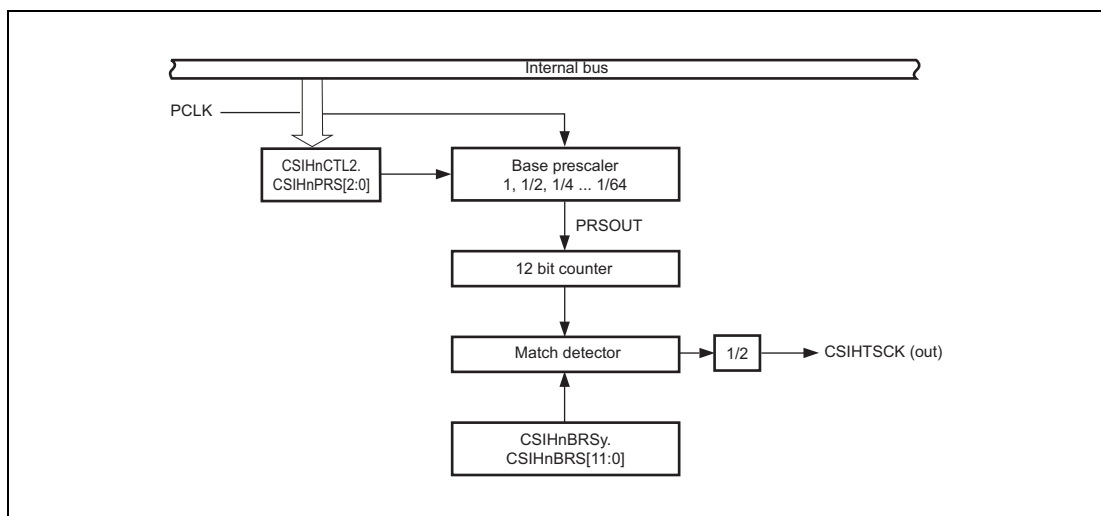 Internal bus
PCLK
CSIHnCTL2.
CSIHnPRS[2:0]
Base prescaler
1, 1/2, 1/4 ... 1/64
PRSOUT
12 bit counter
Match detector
1/2
CSIHTSCK (out)
CSIHnBRSy.
CSIHnBRS[11:0]